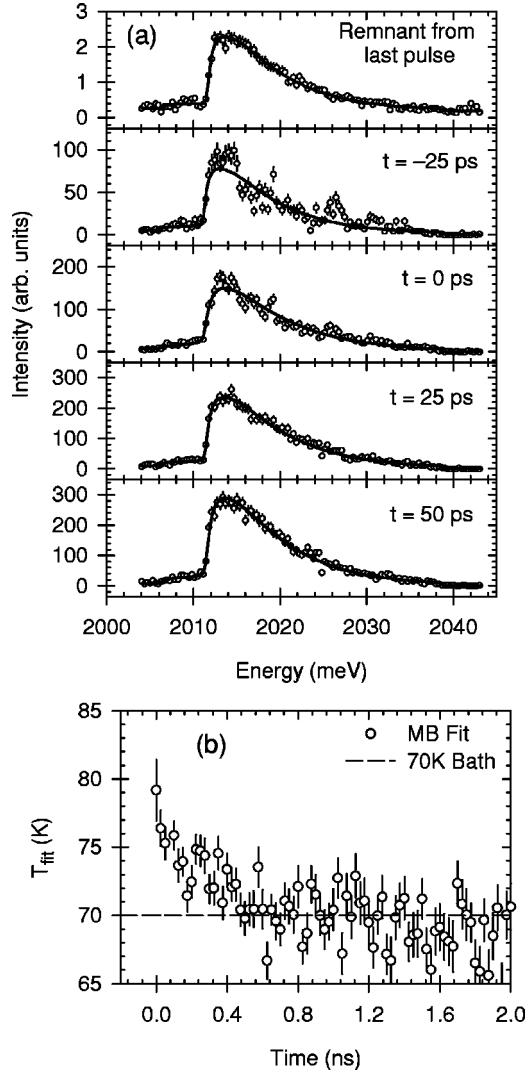 (a)
Remnant from
last pulse
3
2
1
0
t = –25 ps
100
50
0
t = 0 ps
200
100
0
t = 25 ps
300
200
100
0
t = 50 ps
300
200
100
0
Intensity (arb. units)
2000 2010 2020 2030 2040
Energy (meV)
(b)
MB Fit
70K Bath
85
80
75
70
65
Tfit (K)
0.0 0.4 0.8 1.2 1.6 2.0
Time (ns)